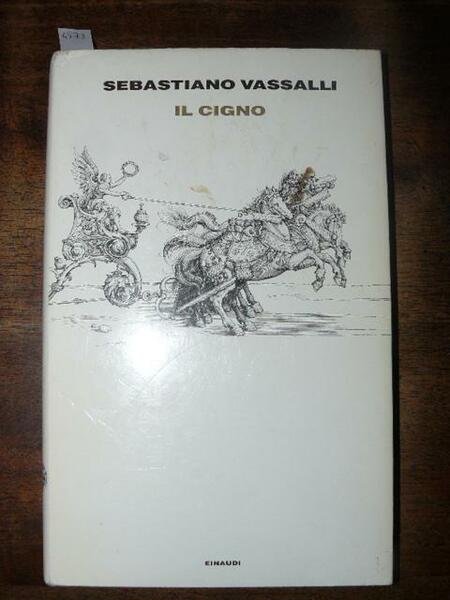 SEBASTIANO VASSALLI
IL CIGNO
EINAUDI